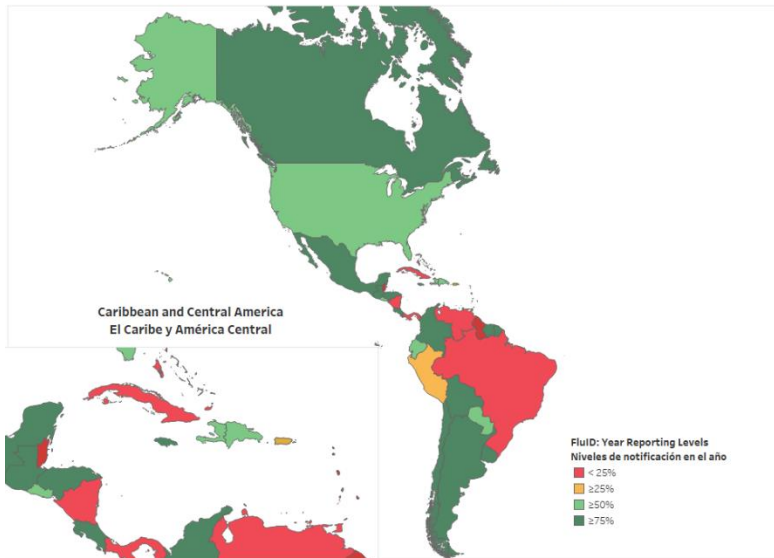 Caribbean and Central America
El Caribe y América Central
FluID: Year Reporting Levels
Niveles de notificación en el año
< 25%
≥25%
≥50%
≥75%